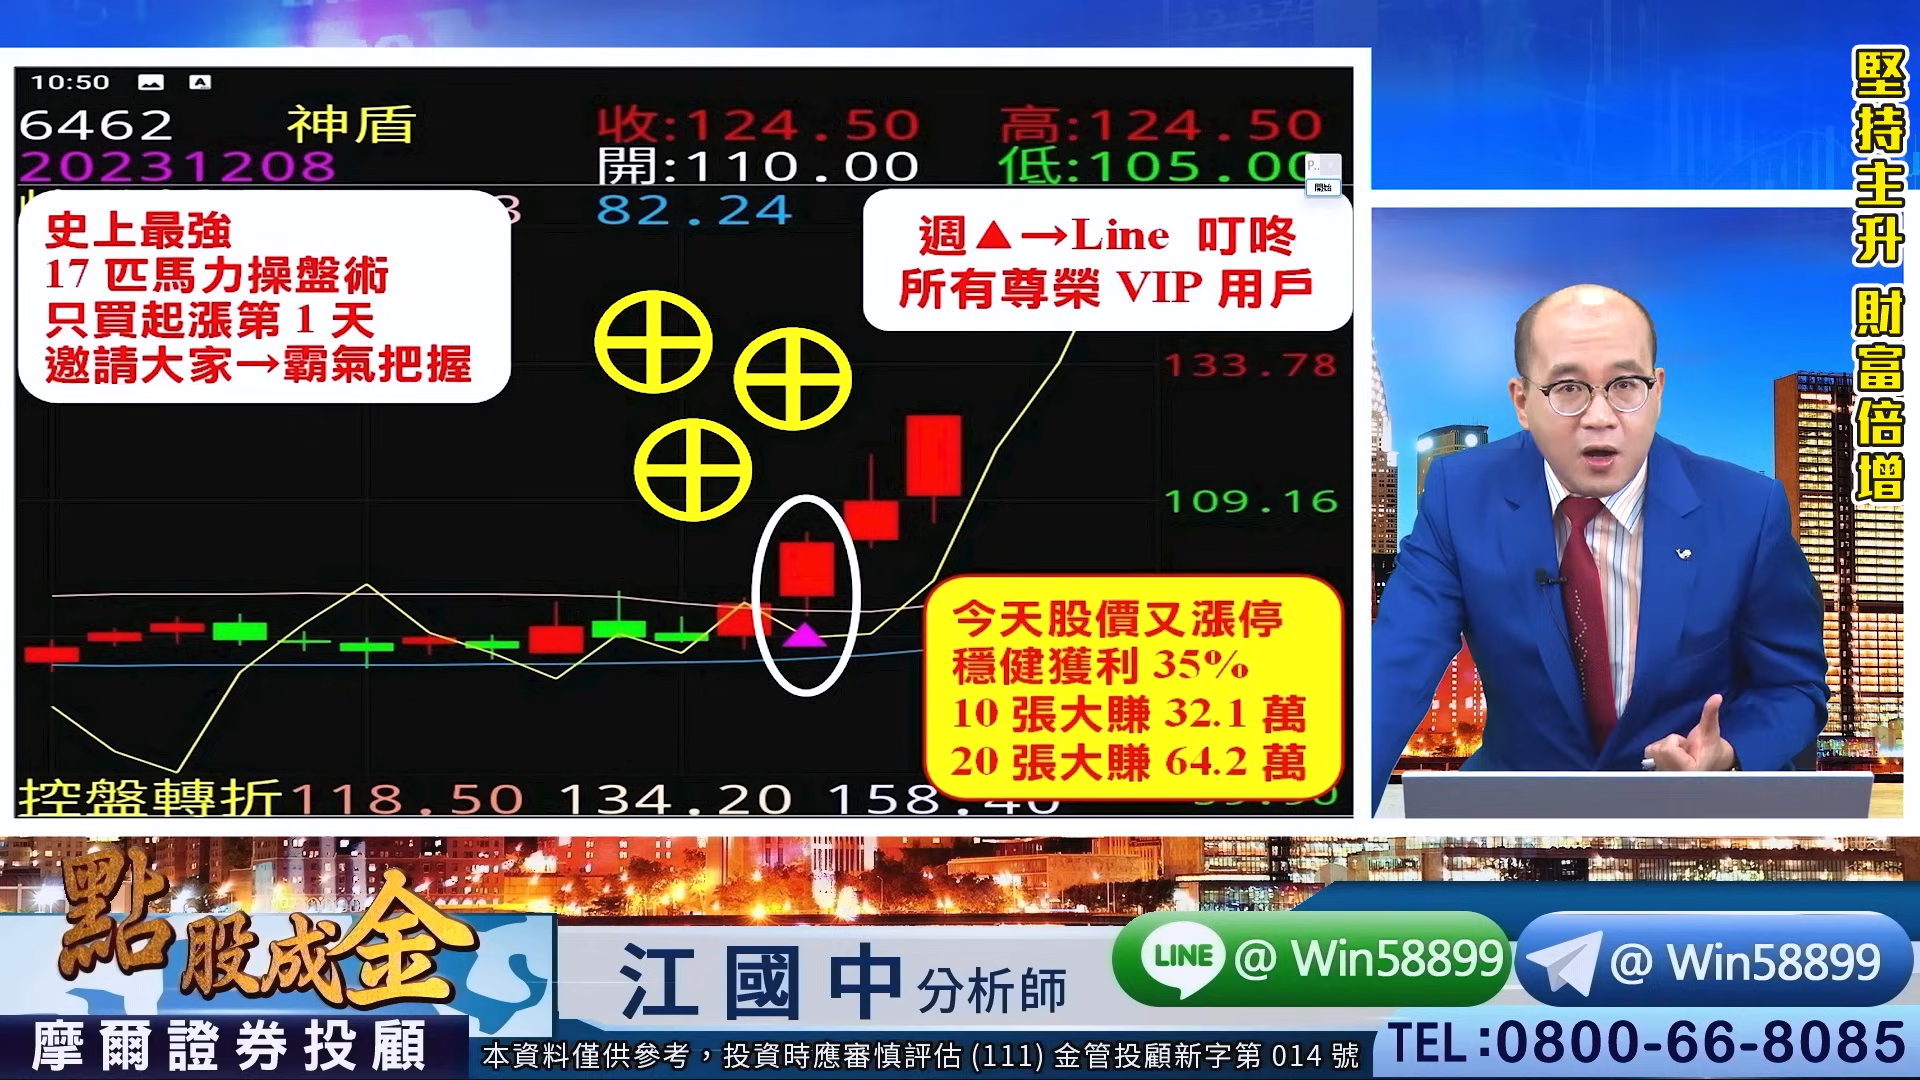 10:50
6462 神盾 收:124.50 高:124.50
20231208 開:110.00 低:105.00
82.24
開始
史上最強
17 匹馬力操盤術
只買起漲第 1 天
邀請大家→霸氣把握
週▲→Line 叮咚
所有尊榮 VIP 用戶
133.78
109.16
今天股價又漲停
穩健獲利 35%
10 張大賺 32.1 萬
20 張大賺 64.2 萬
控盤轉折 118.50 134.20 158.40
堅持主升 財富倍增
點股成金
摩爾證券投顧
江國中 分析師
LINE @ Win58899
@ Win58899
本資料僅供參考，投資時應審慎評估 (111) 金管投顧新字第 014 號
TEL:0800-66-8085